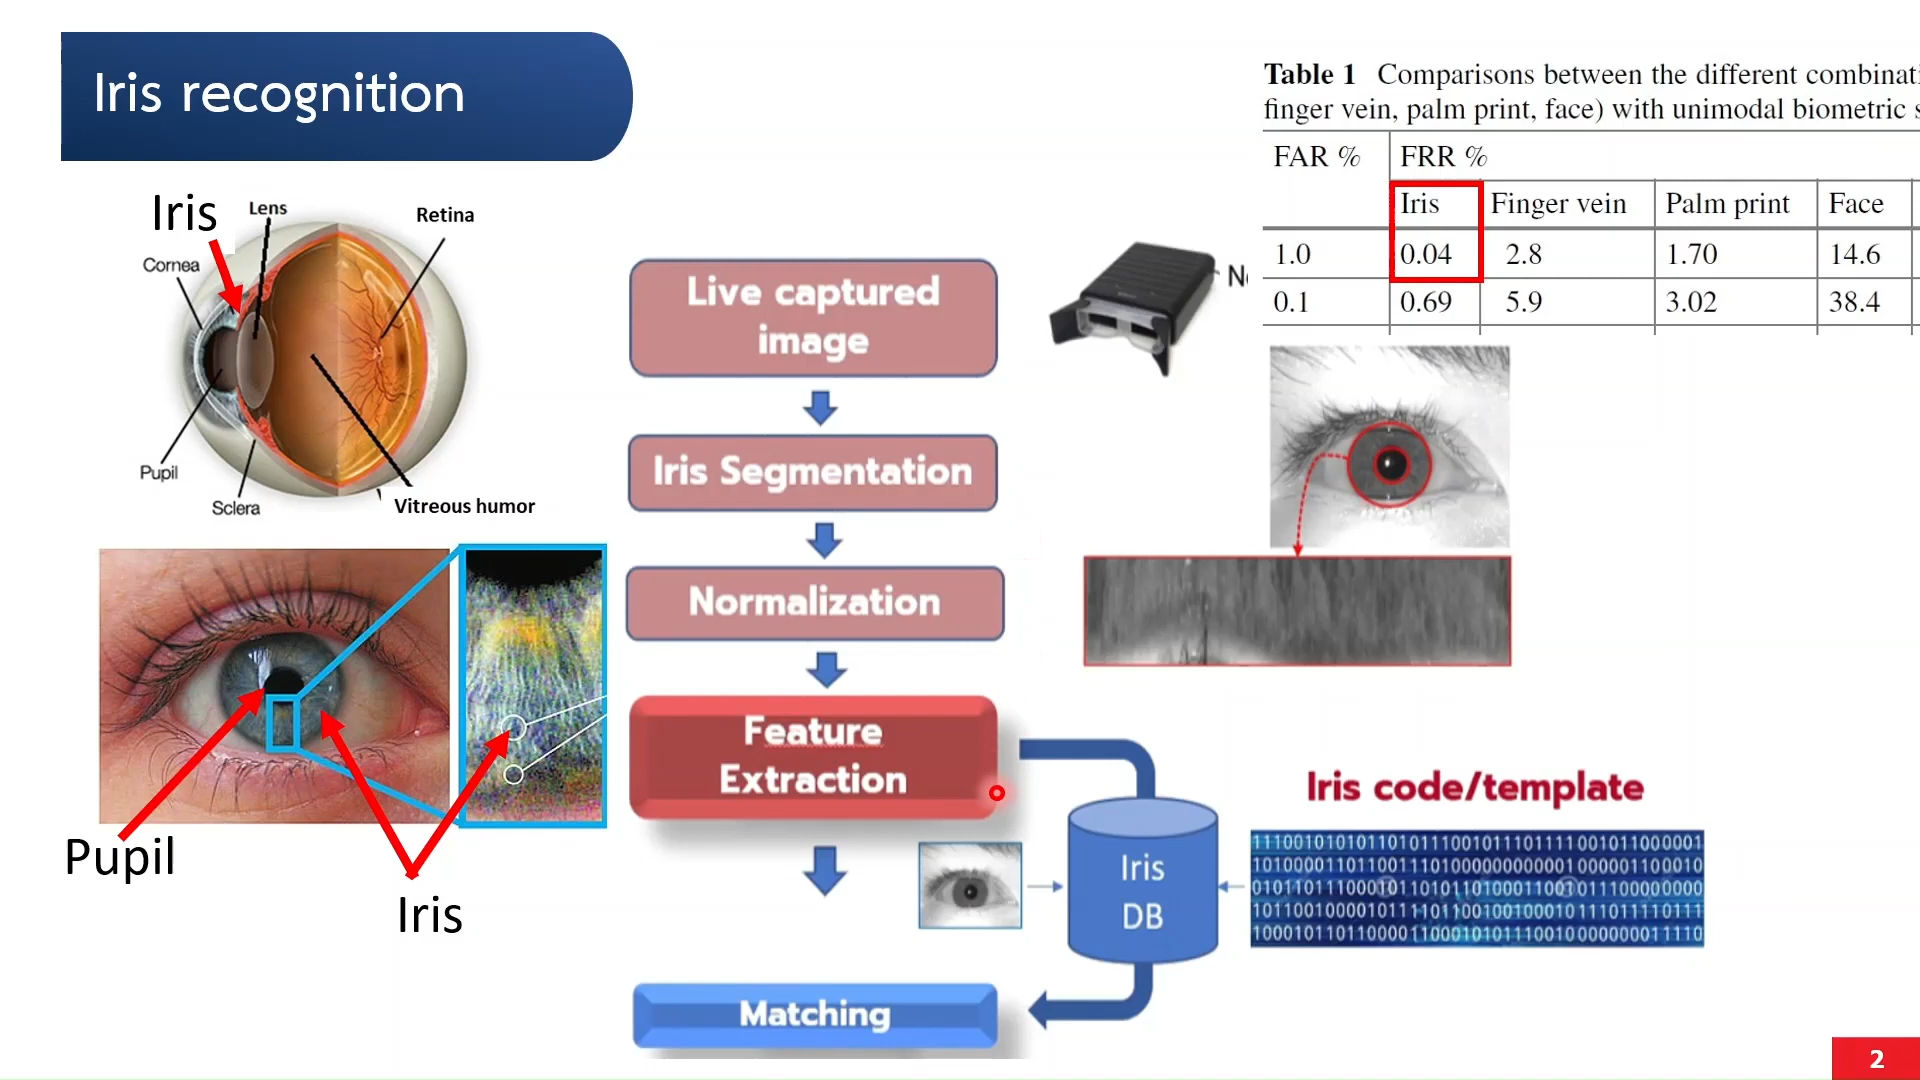 Iris recognition
Table 1 Comparisons between the different combinati
finger vein, palm print, face) with unimodal biometric s
FAR % FRR %
Iris Finger vein Palm print Face
1.0 0.04 2.8 1.70 14.6
0.1 0.69 5.9 3.02 38.4
Iris
Lens
Retina
Cornea
Pupil
Sclera
Vitreous humor
Pupil
Iris
Live captured
image
Iris Segmentation
Normalization
Feature
Extraction
Matching
Iris
DB
Iris code/template
2